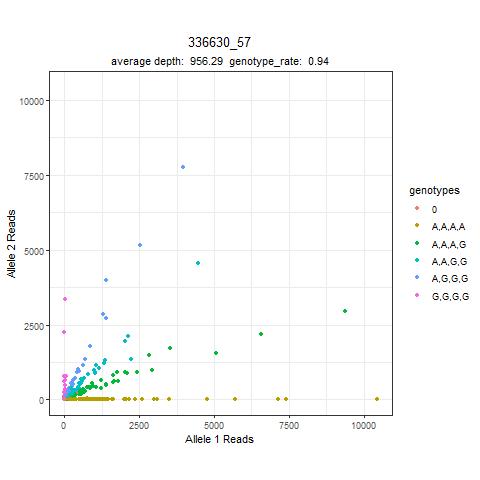 336630_57
average depth: 956.29 genotype_rate: 0.94
10000
7500
5000
2500
0
Allele 2 Reads
0
2500
5000
7500
10000
Allele 1 Reads
genotypes
0
A,A,A,A
A,A,A,G
A,A,G,G
A,G,G,G
G,G,G,G